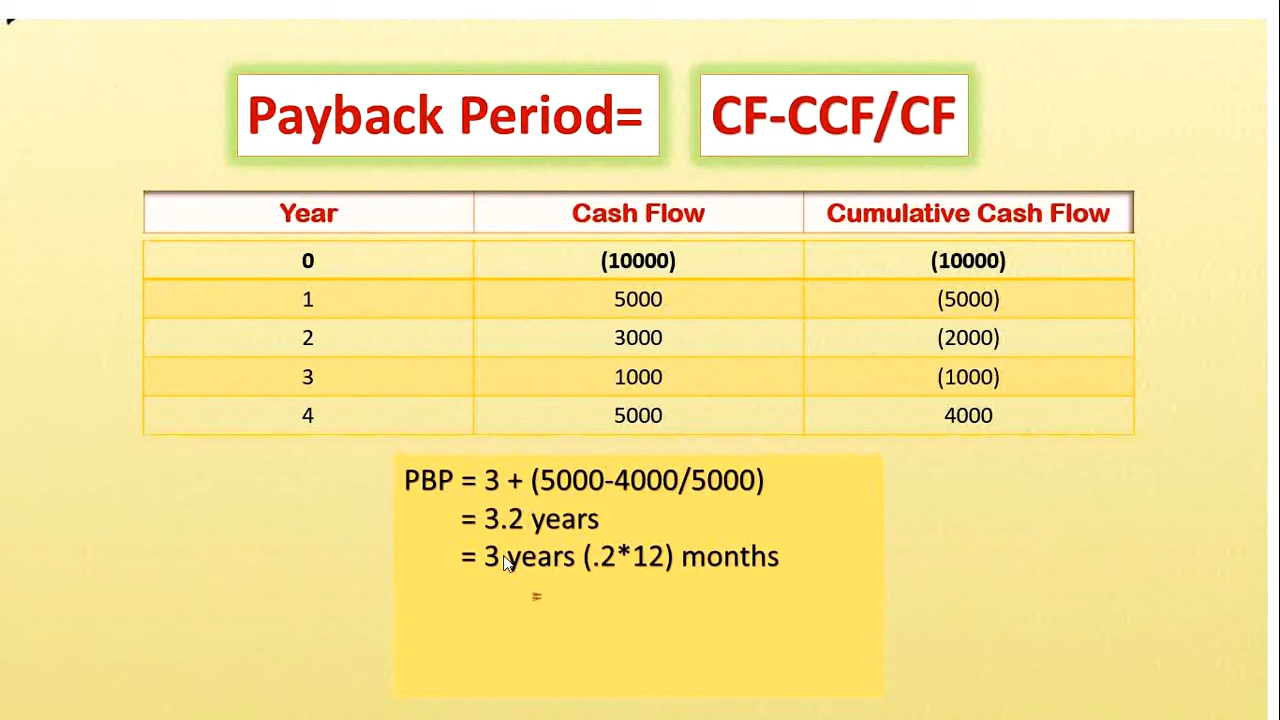 Payback Period= CF-CCF/CF
Year Cash Flow Cumulative Cash Flow
0 (10000) (10000)
1 5000 (5000)
2 3000 (2000)
3 1000 (1000)
4 5000 4000
PBP = 3 + (5000-4000/5000)
= 3.2 years
= 3 years (.2*12) months
=